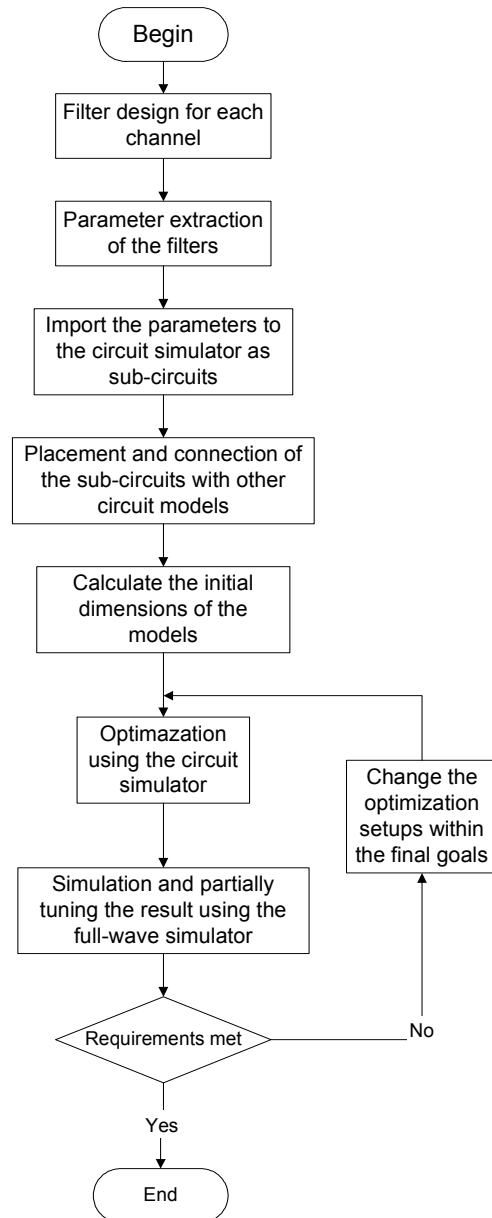 Begin
Filter design for each
channel
Parameter extraction
of the filters
Import the parameters to
the circuit simulator as
sub-circuits
Placement and connection of
the sub-circuits with other
circuit models
Calculate the initial
dimensions of the
models
Optimazation
using the circuit
simulator
Change the
optimization
setups within
the final goals
Simulation and partially
tuning the result using the
full-wave simulator
Requirements met
No
Yes
End